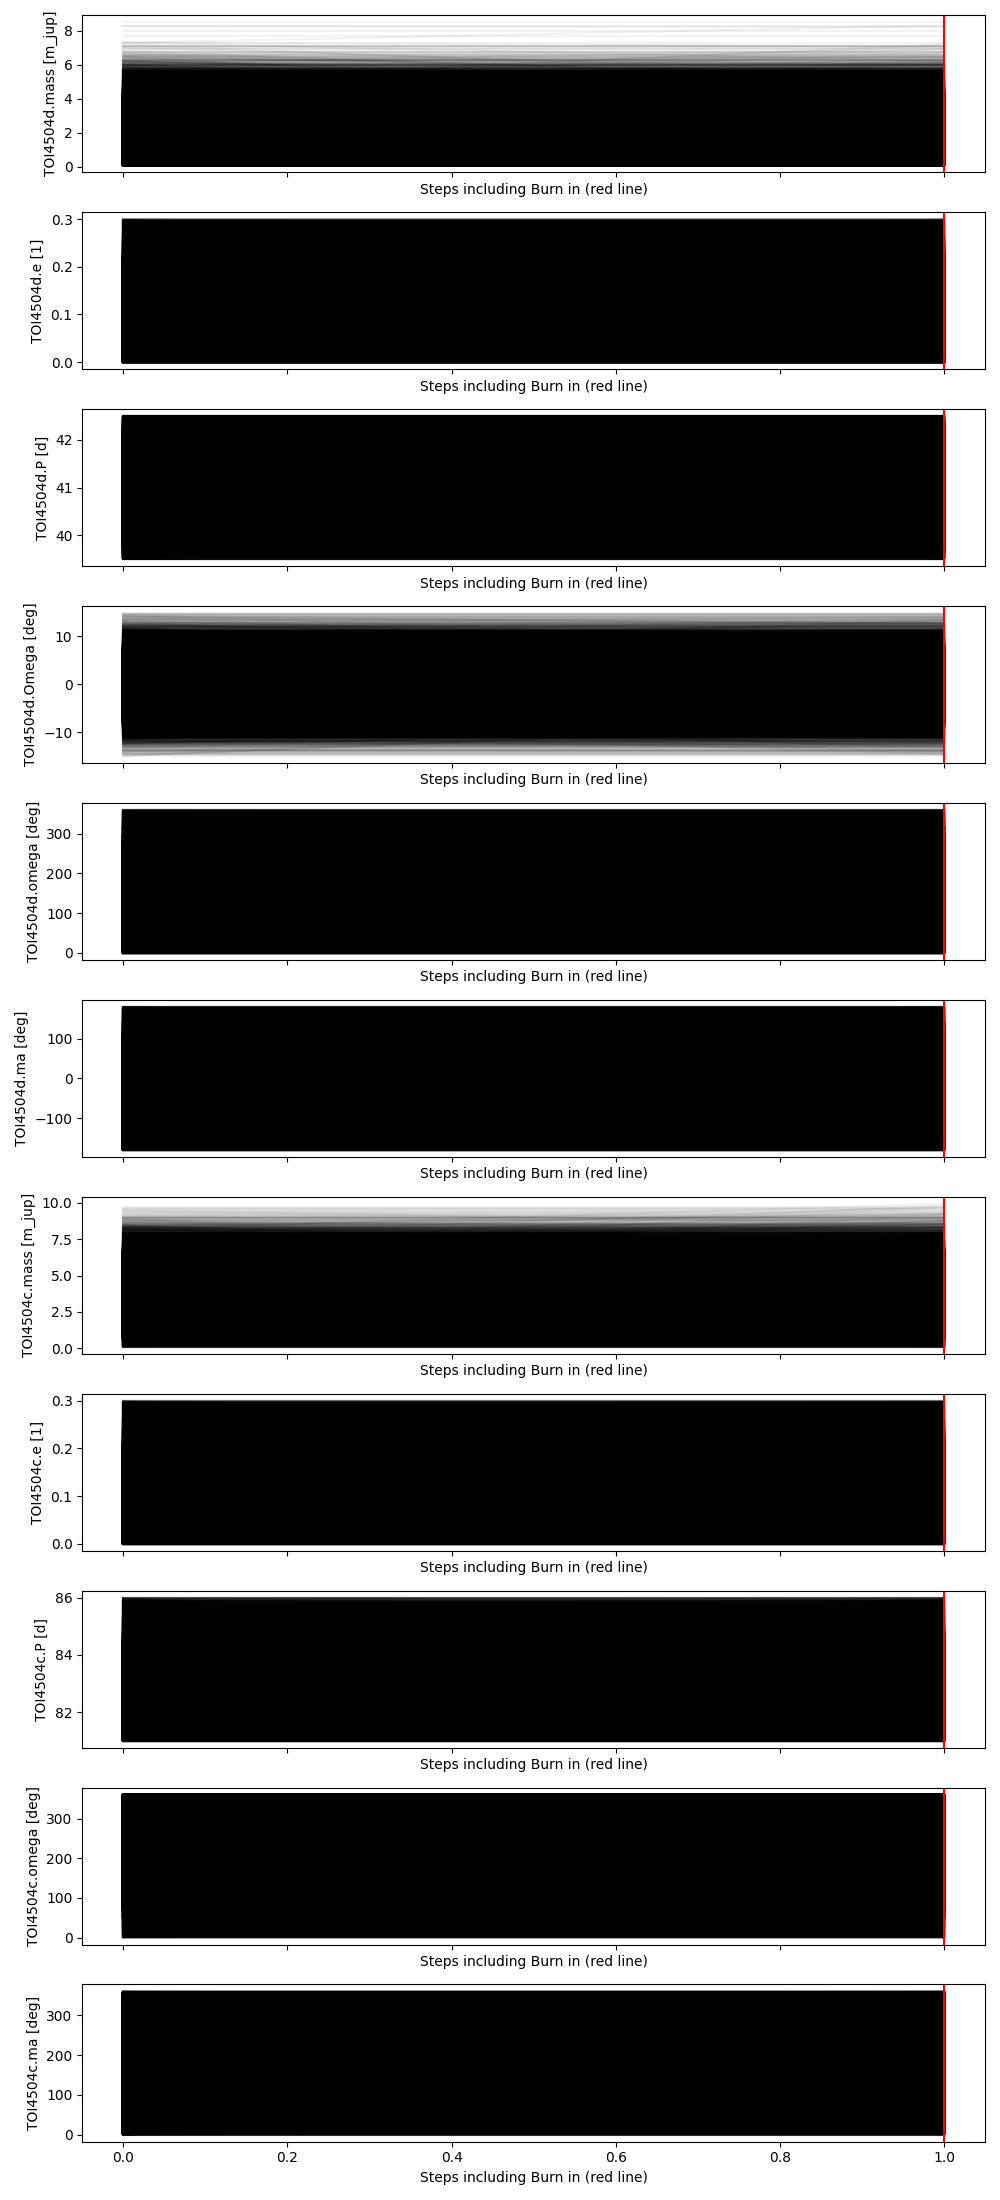 TOI4504d.mass [m_jup]
8
6
4
2
0
Steps including Burn in (red line)
TOI4504d.e [1]
0.3
0.2
0.1
0.0
Steps including Burn in (red line)
TOI4504d.P [d]
42
41
40
Steps including Burn in (red line)
TOI4504d.Omega [deg]
10
0
−10
Steps including Burn in (red line)
TOI4504d.omega [deg]
300
200
100
0
Steps including Burn in (red line)
TOI4504d.ma [deg]
100
0
−100
Steps including Burn in (red line)
TOI4504c.mass [m_jup]
10.0
7.5
5.0
2.5
0.0
Steps including Burn in (red line)
TOI4504c.e [1]
0.3
0.2
0.1
0.0
Steps including Burn in (red line)
TOI4504c.P [d]
86
84
82
Steps including Burn in (red line)
TOI4504c.omega [deg]
300
200
100
0
Steps including Burn in (red line)
TOI4504c.ma [deg]
300
200
100
0
0.0 0.2 0.4 0.6 0.8 1.0
Steps including Burn in (red line)